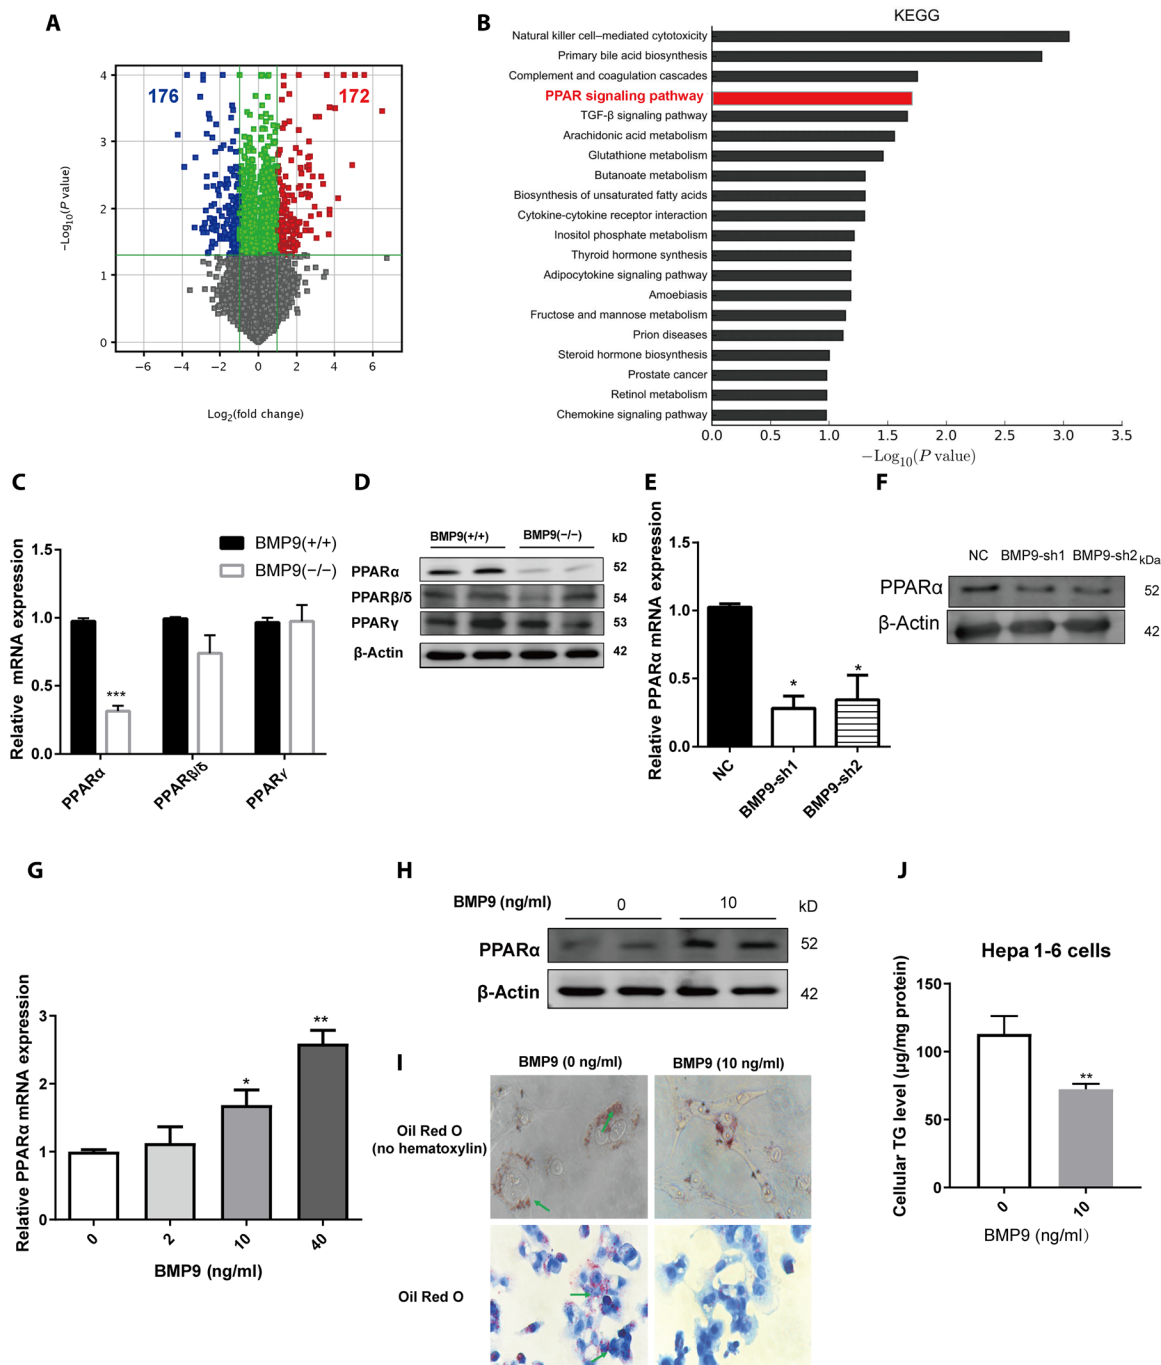 A
4
3
2
1
0
−6
−4
−2
0
2
4
6
176
172
−Log10(P value)
Log2(fold change)
B
KEGG
Natural killer cell–mediated cytotoxicity
Primary bile acid biosynthesis
Complement and coagulation cascades
PPAR signaling pathway
TGF-β signaling pathway
Arachidonic acid metabolism
Glutathione metabolism
Butanoate metabolism
Biosynthesis of unsaturated fatty acids
Cytokine-cytokine receptor interaction
Inositol phosphate metabolism
Thyroid hormone synthesis
Adipocytokine signaling pathway
Amoebiasis
Fructose and mannose metabolism
Prion diseases
Steroid hormone biosynthesis
Prostate cancer
Retinol metabolism
Chemokine signaling pathway
0.0 0.5 1.0 1.5 2.0 2.5 3.0 3.5
−Log10(P value)
C
BMP9(+/+)
BMP9(−/−)
Relative mRNA expression
1.5
1.0
0.5
0.0
***
PPARα
PPARβ/δ
PPARγ
D
BMP9(+/+) BMP9(−/−) kD
PPARα 52
PPARβ/δ 54
PPARγ 53
β-Actin 42
E
Relative PPARα mRNA expression
1.5
1.0
0.5
0.0
*
*
NC
BMP9-sh1
BMP9-sh2
F
NC BMP9-sh1 BMP9-sh2 kDa
PPARα 52
β-Actin 42
G
Relative PPARα mRNA expression
3
2
1
0
*
**
0
2
10
40
BMP9 (ng/ml)
H
BMP9 (ng/ml) 0 10 kD
PPARα 52
β-Actin 42
I
BMP9 (0 ng/ml) BMP9 (10 ng/ml)
Oil Red O
(no hematoxylin)
Oil Red O
J
Hepa 1-6 cells
Cellular TG level (μg/mg protein)
150
100
50
0
**
0
10
BMP9 (ng/ml)